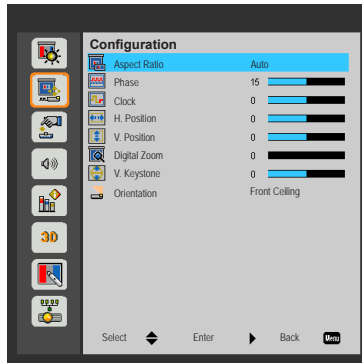 Configuration
Aspect Ratio Auto
Phase 15
Clock 0
H. Position 0
V. Position 0
Digital Zoom 0
V. Keystone 0
Orientation Front Ceiling
3D
Select Enter Back Menu